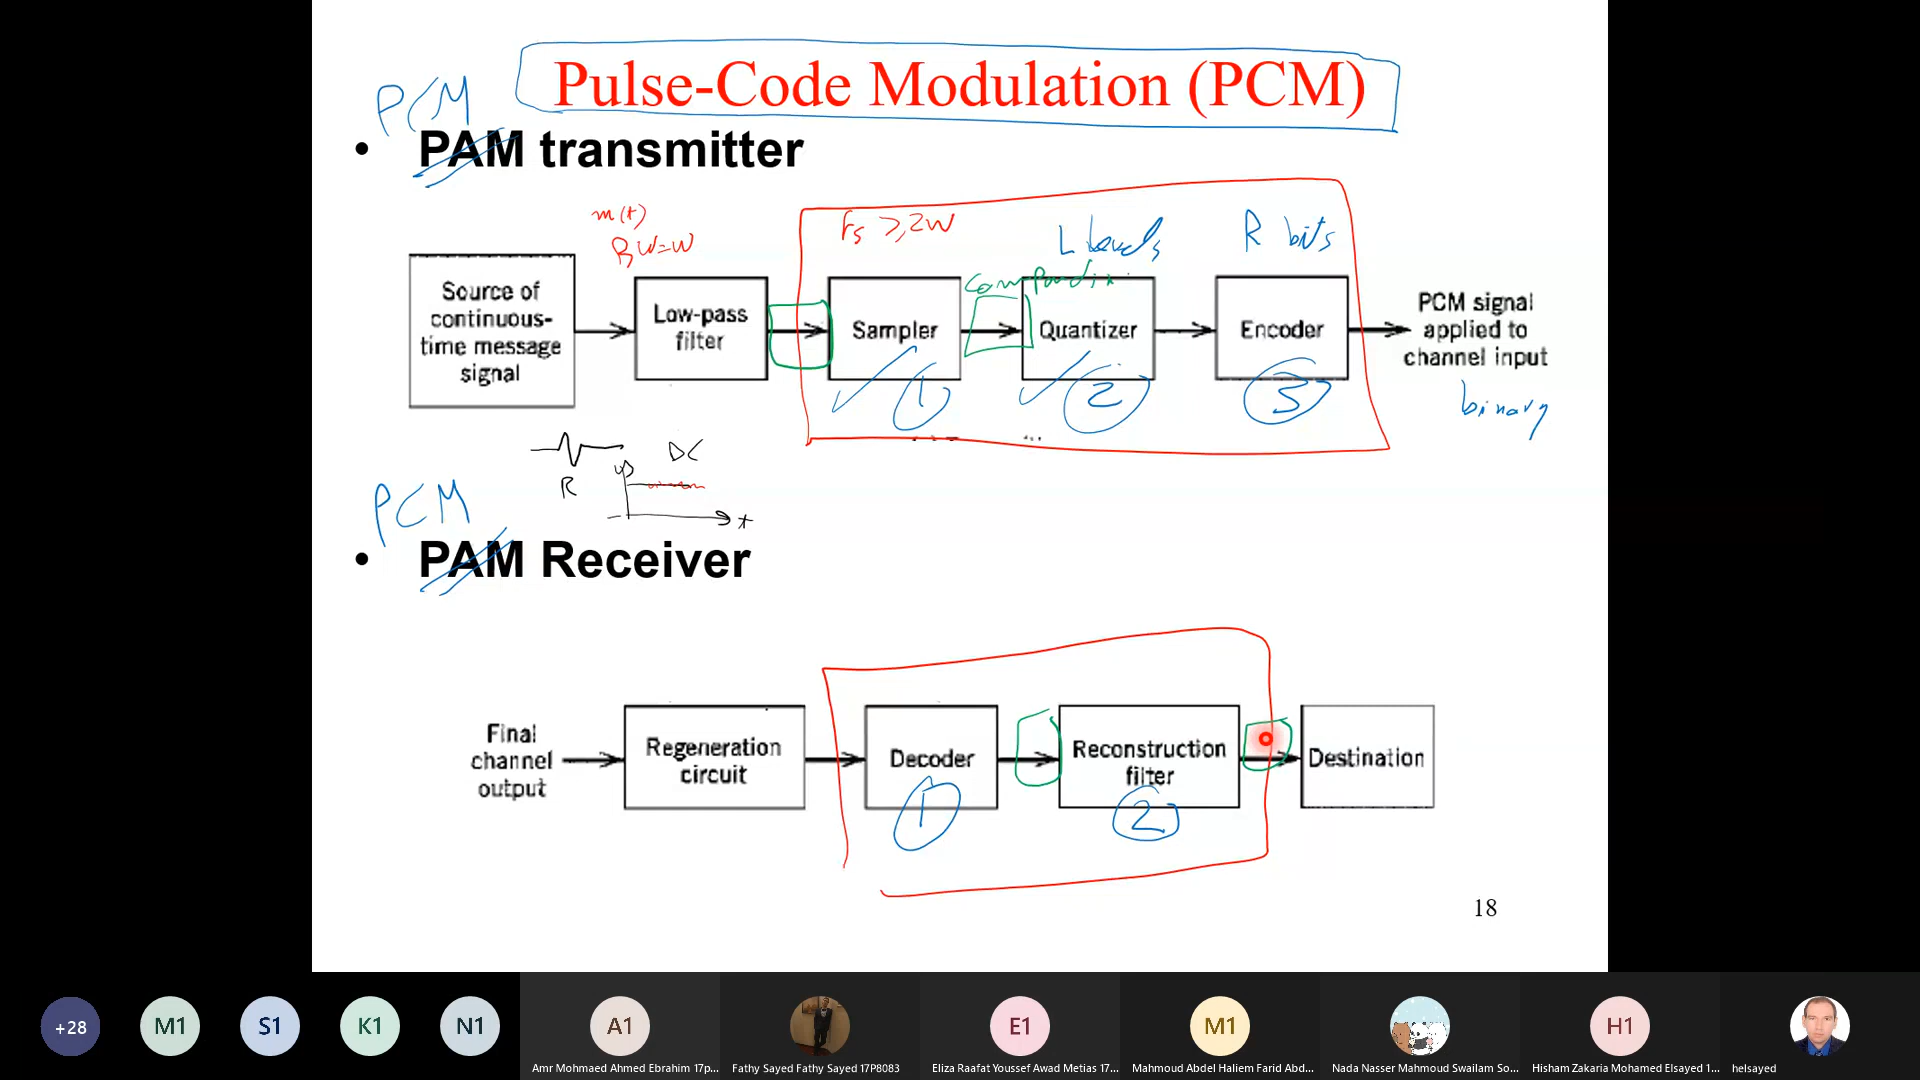 Pulse-Code Modulation (PCM)
PCM
• PAM transmitter
m(t)
BW=W
Fs ≥ 2W
L levels
R bits
Source of continuous-time message signal
Low-pass filter
Sampler
Quantizer
Encoder
PCM signal applied to channel input
1
2
3
binary
R
DC
t
PCM
• PAM Receiver
Final channel output
Regeneration circuit
Decoder
Reconstruction filter
Destination
1
2
18
+28
M1
S1
K1
N1
A1
E1
M1
H1
Amr Mohmaed Ahmed Ebrahim 17p...
Fathy Sayed Fathy Sayed 17P8083
Eliza Raafat Youssef Awad Metias 17...
Mahmoud Abdel Haliem Farid Abd...
Nada Nasser Mahmoud Swailam So...
Hisham Zakaria Mohamed Elsayed 1...
helsayed